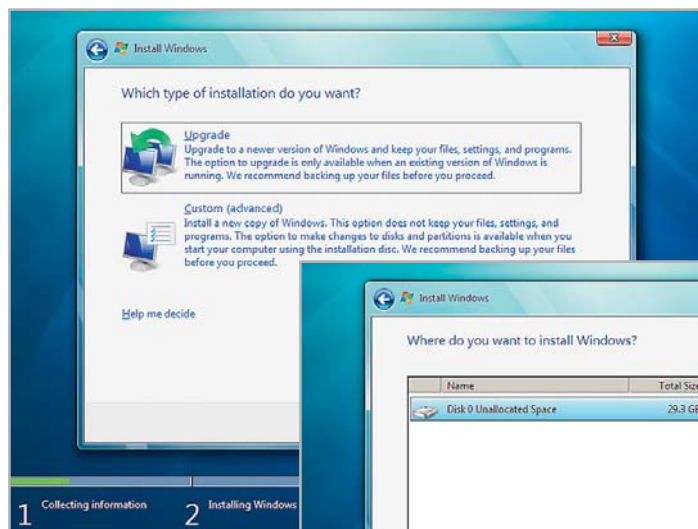 Install Windows
Which type of installation do you want?
Upgrade
Upgrade to a newer version of Windows and keep your files, settings, and programs.
The option to upgrade is only available when an existing version of Windows is
running. We recommend backing up your files before you proceed.
Custom (advanced)
Install a new copy of Windows. This option does not keep your files, settings, and
programs. The option to make changes to disks and partitions is available when you
start your computer using the installation disc. We recommend backing up your files
before you proceed.
Help me decide
1 Collecting information
2 Installing Windows
Install Windows
Where do you want to install Windows?
Name Total Size
Disk 0 Unallocated Space 29.3 GB